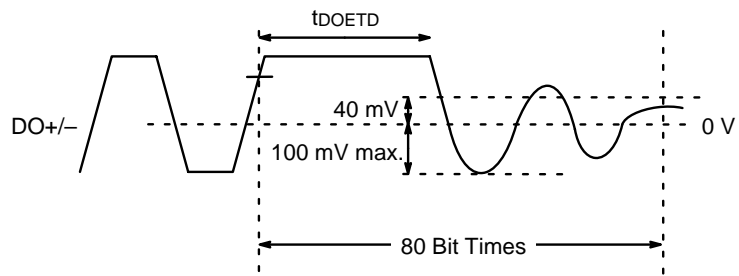 tDOETD
40 mV
DO+/–
0 V
100 mV max.
80 Bit Times